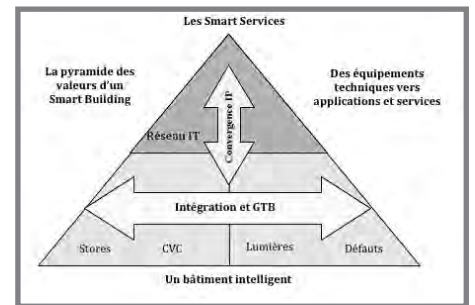 Les Smart Services
La pyramide des
valeurs d'un
Smart Building
Des équipements
techniques vers
applications et services
Convergence IP
Réseau IT
Intégration et GTB
Stores
CVC
Lumières
Défauts
Un bâtiment intelligent